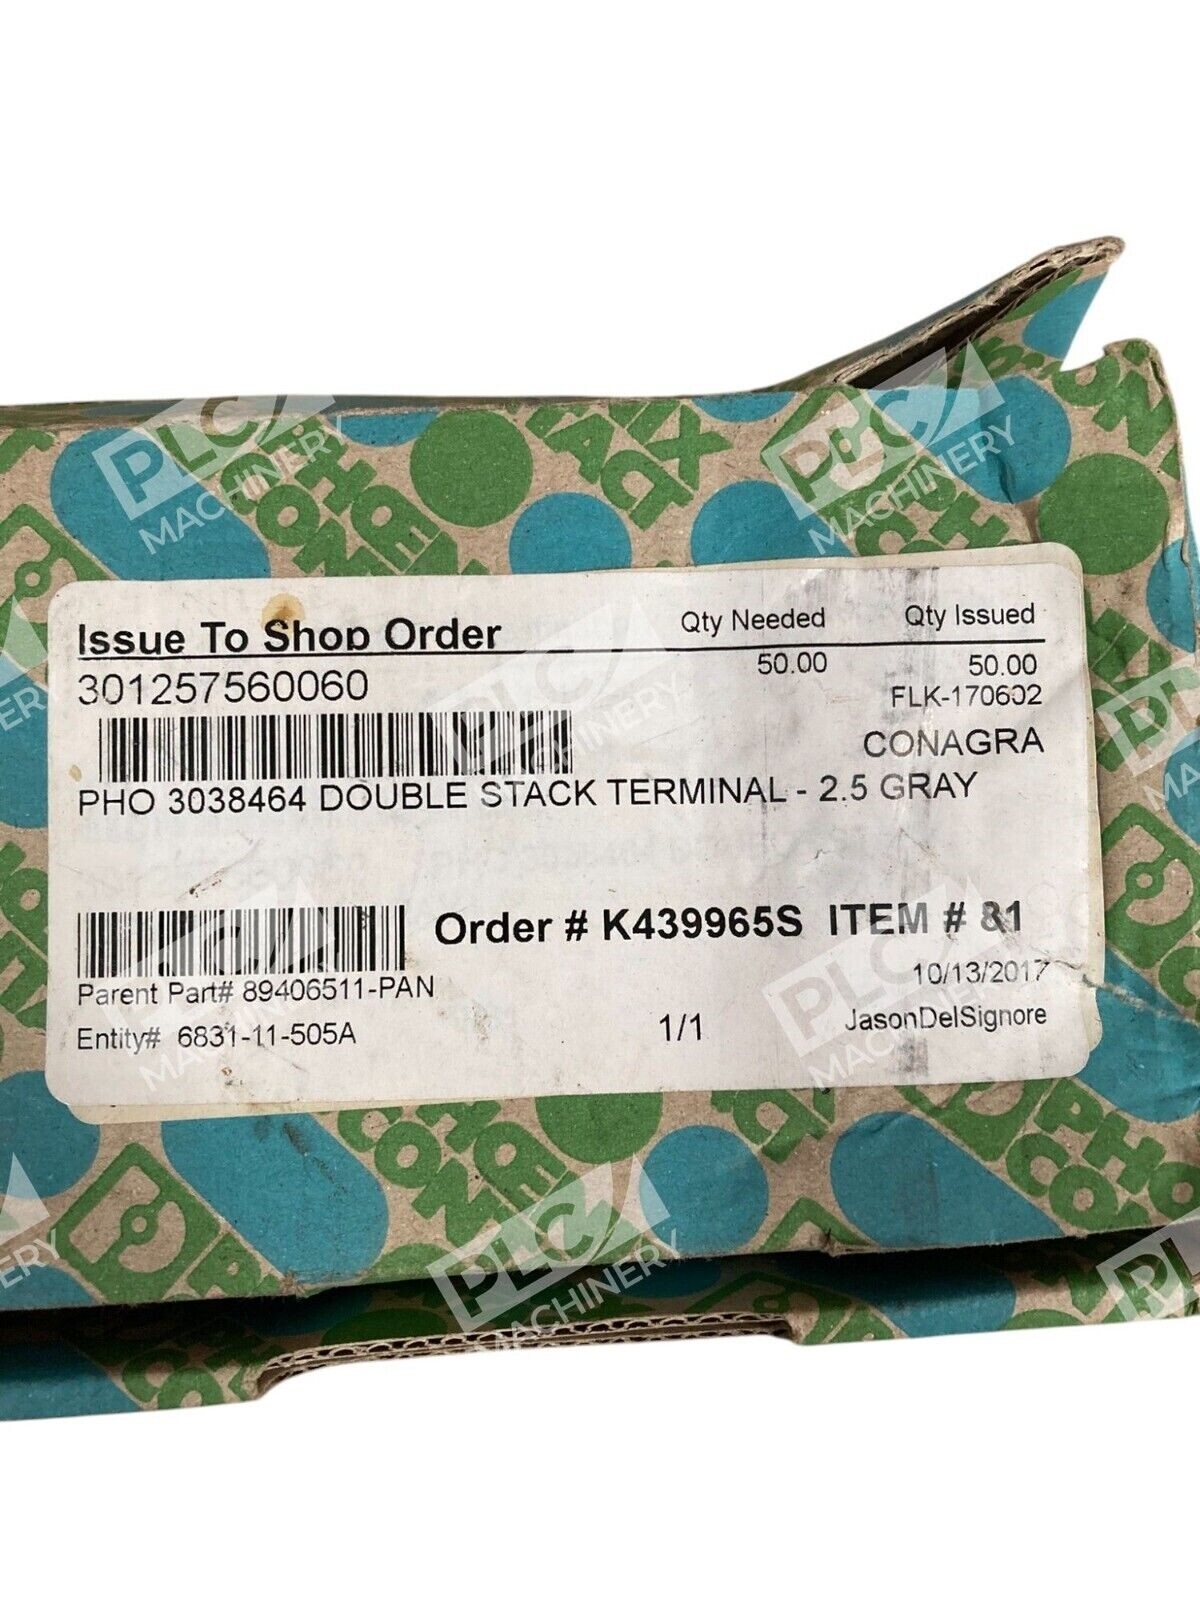 Issue To Shop Order Qty Needed Qty Issued
301257560060 50.00 50.00
FLK-170602
CONAGRA
PHO 3038464 DOUBLE STACK TERMINAL - 2.5 GRAY
Order # K439965S ITEM # 81
Parent Part# 89406511-PAN 10/13/2017
Entity# 6831-11-505A 1/1 JasonDelSignore
PLC MACHINERY
PHOENIX
CONTACT